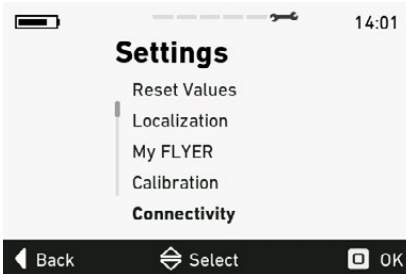 14:01
Settings
Reset Values
Localization
My FLYER
Calibration
Connectivity
Back Select OK